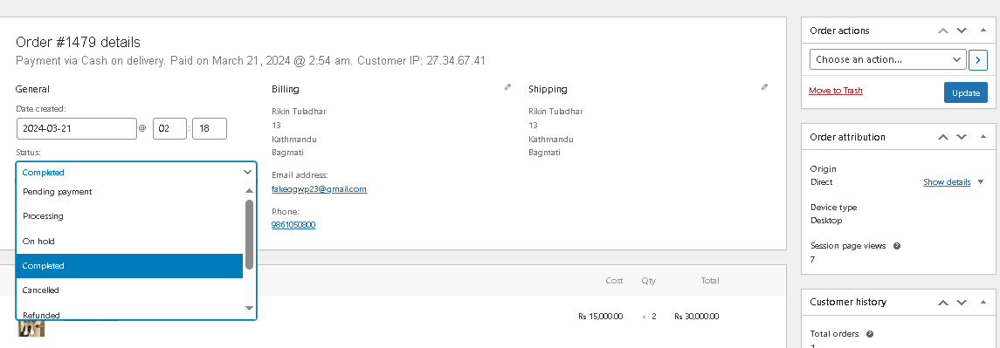 Order #1479 details
Payment via Cash on delivery. Paid on March 21, 2024 @ 2:54 am. Customer IP: 27.34.67.41
General
Date created:
2024-03-21 @ 02 : 18
Status:
Completed
Pending payment
Processing
On hold
Completed
Cancelled
Refunded
Billing
Rikin Tuladhar
13
Kathmandu
Bagmati
Email address:
fakeggwp23@gmail.com
Phone:
9861050800
Shipping
Rikin Tuladhar
13
Kathmandu
Bagmati
Cost Qty Total
Rs 15,000.00 × 2 Rs 30,000.00
Order actions
Choose an action...
Move to Trash Update
Order attribution
Origin
Direct Show details
Device type
Desktop
Session page views
7
Customer history
Total orders